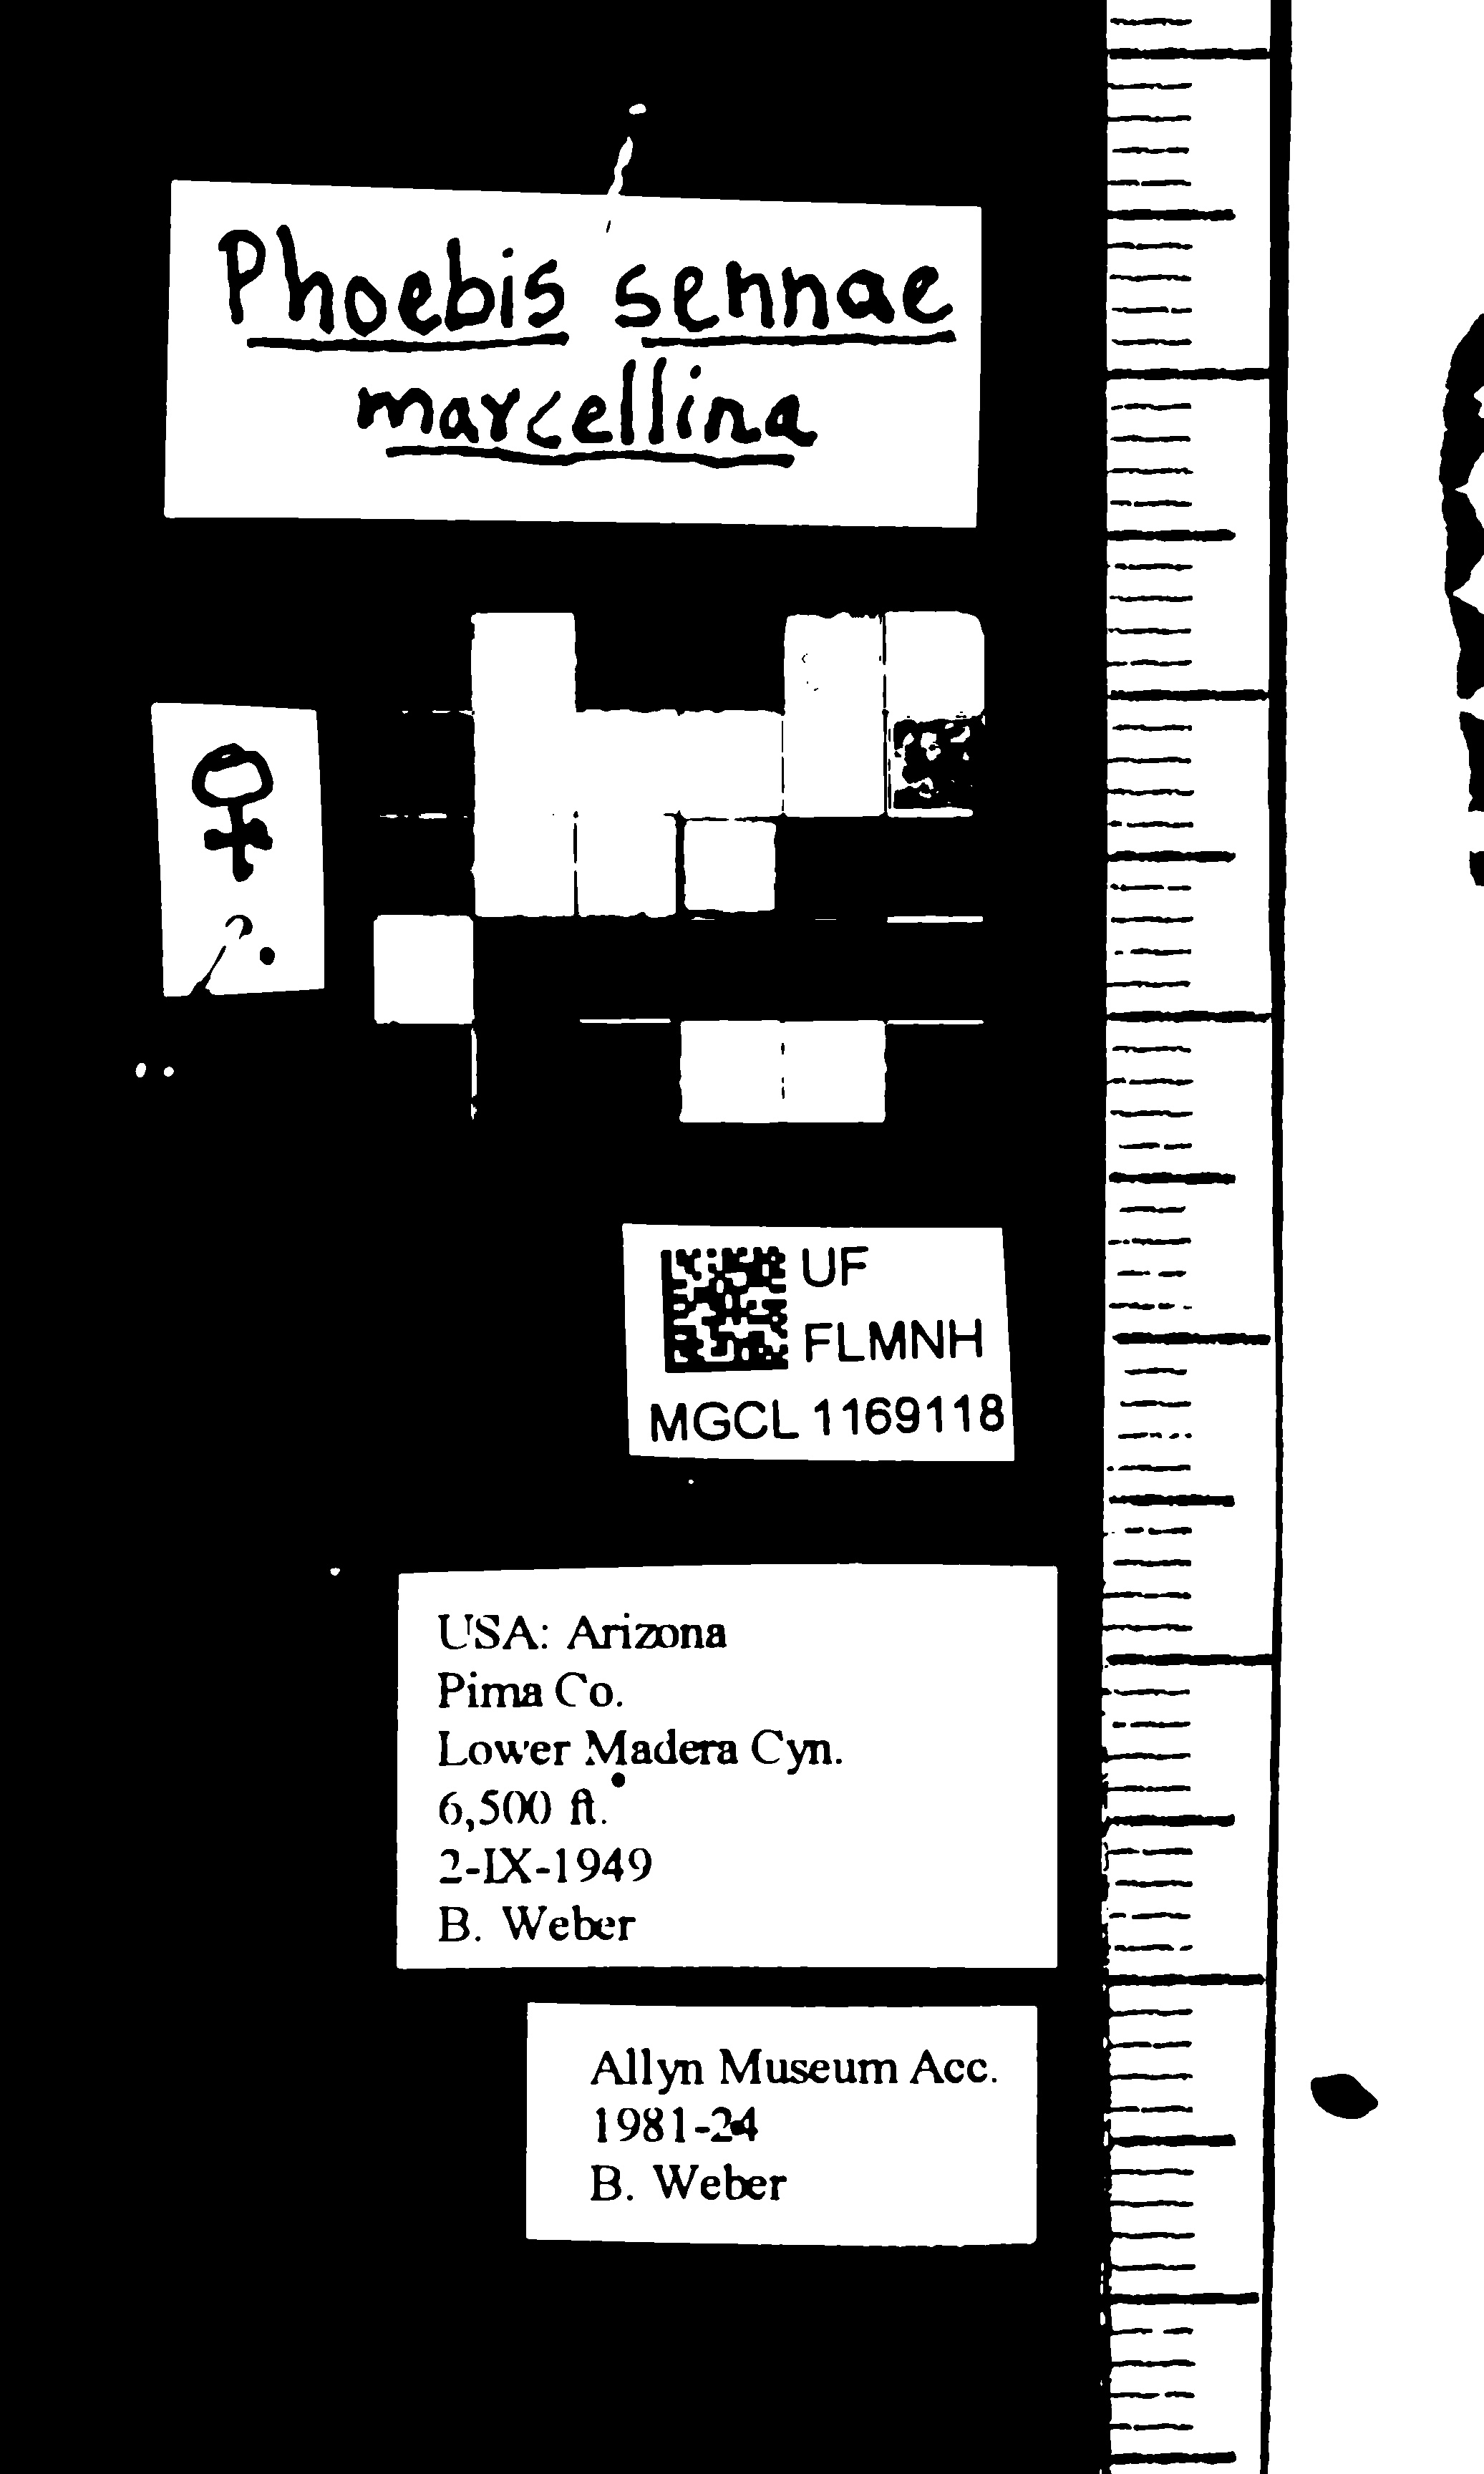 Phoebis sennae
marcellina
♀
?
UF
FLMNH
MGCL 1169118
USA: Arizona
Pima Co.
Lower Madera Cyn.
6,500 ft.
2-IX-1949
B. Weber
Allyn Museum Acc.
1981-24
B. Weber